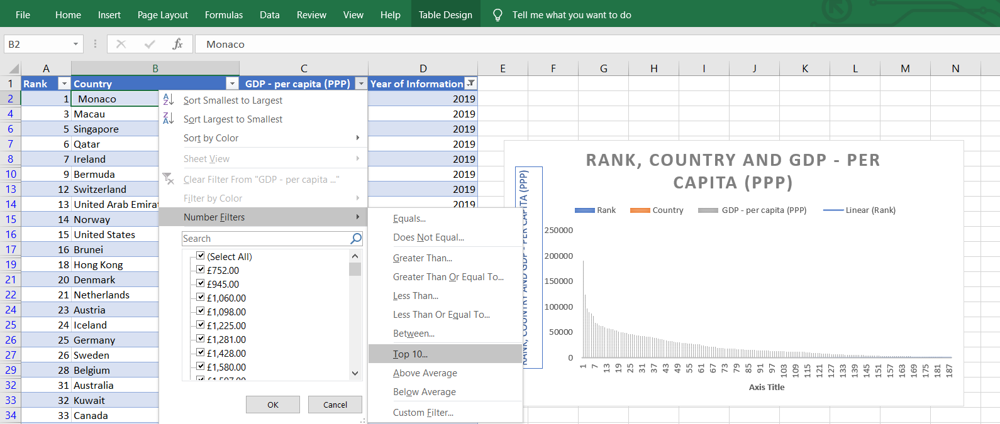 File Home Insert Page Layout Formulas Data Review View Help Table Design Tell me what you want to do
B2 fx Monaco
A B C D E F G H I J K L M N
1 Rank Country GDP - per capita (PPP) Year of Information
2 1 Monaco 2019
4 3 Macau 2019
6 5 Singapore 2019
7 6 Qatar 2019
8 7 Ireland 2019
10 9 Bermuda 2019
13 12 Switzerland 2019
14 13 United Arab Emirat 2019
15 14 Norway
16 15 United States
17 16 Brunei
19 18 Hong Kong
21 20 Denmark
22 21 Netherlands
24 23 Austria
25 24 Iceland
26 25 Germany
27 26 Sweden
29 28 Belgium
32 31 Australia
33 32 Kuwait
34 33 Canada
Sort Smallest to Largest
Sort Largest to Smallest
Sort by Color
Sheet View
Clear Filter From "GDP - per capita ..."
Filter by Color
Number Filters
Search
(Select All)
£752.00
£945.00
£1,060.00
£1,098.00
£1,225.00
£1,281.00
£1,428.00
£1,580.00
£1,597.00
OK Cancel
Equals...
Does Not Equal...
Greater Than...
Greater Than Or Equal To...
Less Than...
Less Than Or Equal To...
Between...
Top 10...
Above Average
Below Average
Custom Filter...
RANK, COUNTRY AND GDP - PER
CAPITA (PPP)
Rank Country GDP - per capita (PPP) Linear (Rank)
RANK, COUNTRY AND GDP - PER CAPITA (PPP)
250000
200000
150000
100000
50000
0
1 7 13 19 25 31 37 43 49 55 61 67 73 79 85 91 97 103 109 115 121 127 133 139 145 151 157 163 169 175 181 187
Axis Title